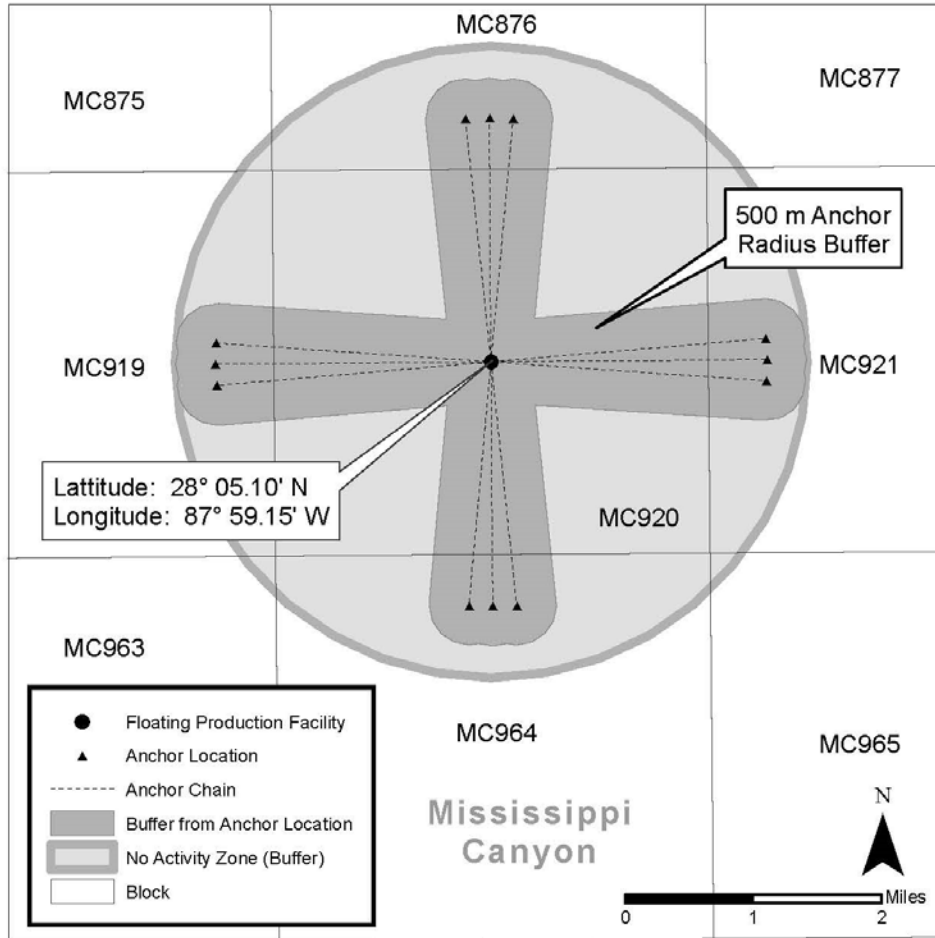 MC876
MC875
MC877
500 m Anchor
Radius Buffer
MC919
MC921
Lattitude: 28° 05.10' N
Longitude: 87° 59.15' W
MC920
MC963
MC964
MC965
Floating Production Facility
Anchor Location
Anchor Chain
Buffer from Anchor Location
No Activity Zone (Buffer)
Block
Mississippi
Canyon
N
Miles
0 1 2